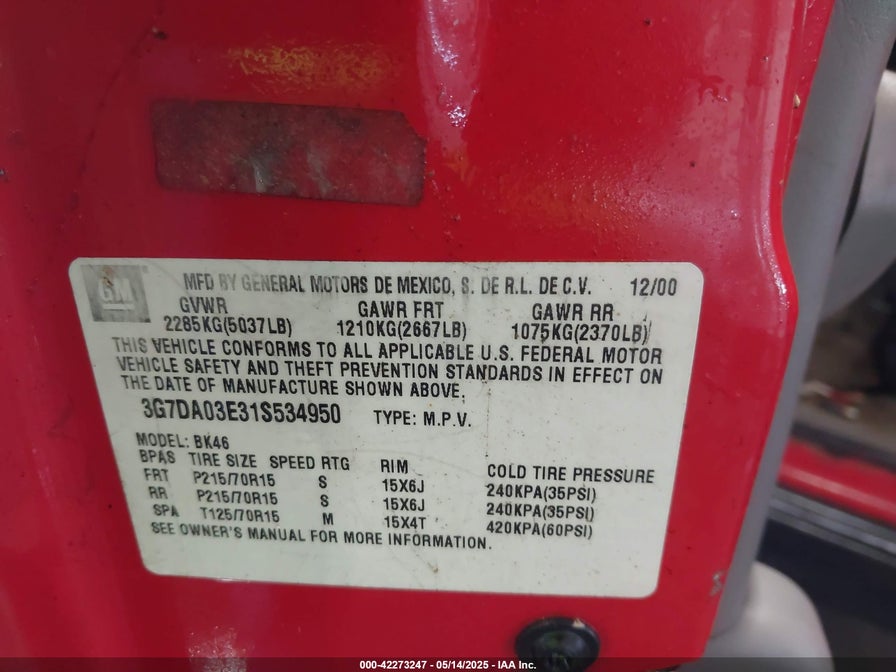 GM
MFD BY GENERAL MOTORS DE MEXICO, S. DE R.L. DE C.V. 12/00
GVWR GAWR FRT GAWR RR
2285KG(5037LB) 1210KG(2667LB) 1075KG(2370LB)
THIS VEHICLE CONFORMS TO ALL APPLICABLE U.S. FEDERAL MOTOR
VEHICLE SAFETY AND THEFT PREVENTION STANDARDS IN EFFECT ON
THE DATE OF MANUFACTURE SHOWN ABOVE.
3G7DA03E31S534950 TYPE: M.P.V.
MODEL: BK46
BPAS TIRE SIZE SPEED RTG RIM COLD TIRE PRESSURE
FRT P215/70R15 S 15X6J 240KPA(35PSI)
RR P215/70R15 S 15X6J 240KPA(35PSI)
SPA T125/70R15 M 15X4T 420KPA(60PSI)
SEE OWNER'S MANUAL FOR MORE INFORMATION.
000-42273247 - 05/14/2025 - IAA Inc.